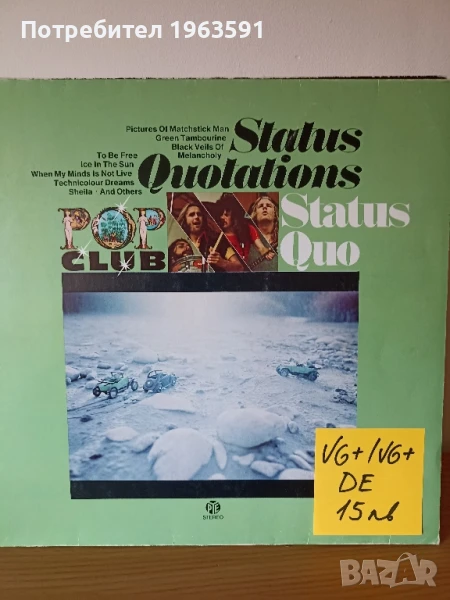 Потребител 1963591
Pictures Of Matchstick Man
Green Tambourine
Black Veils Of
Melancholy
To Be Free
Ice In The Sun
When My Minds Is Not Live
Technicolour Dreams
Sheila · And Others
Status
Quotations
Status
Quo
POP
CLUB
PYE
STEREO
VG+/VG+
DE
15лв
BAZAR